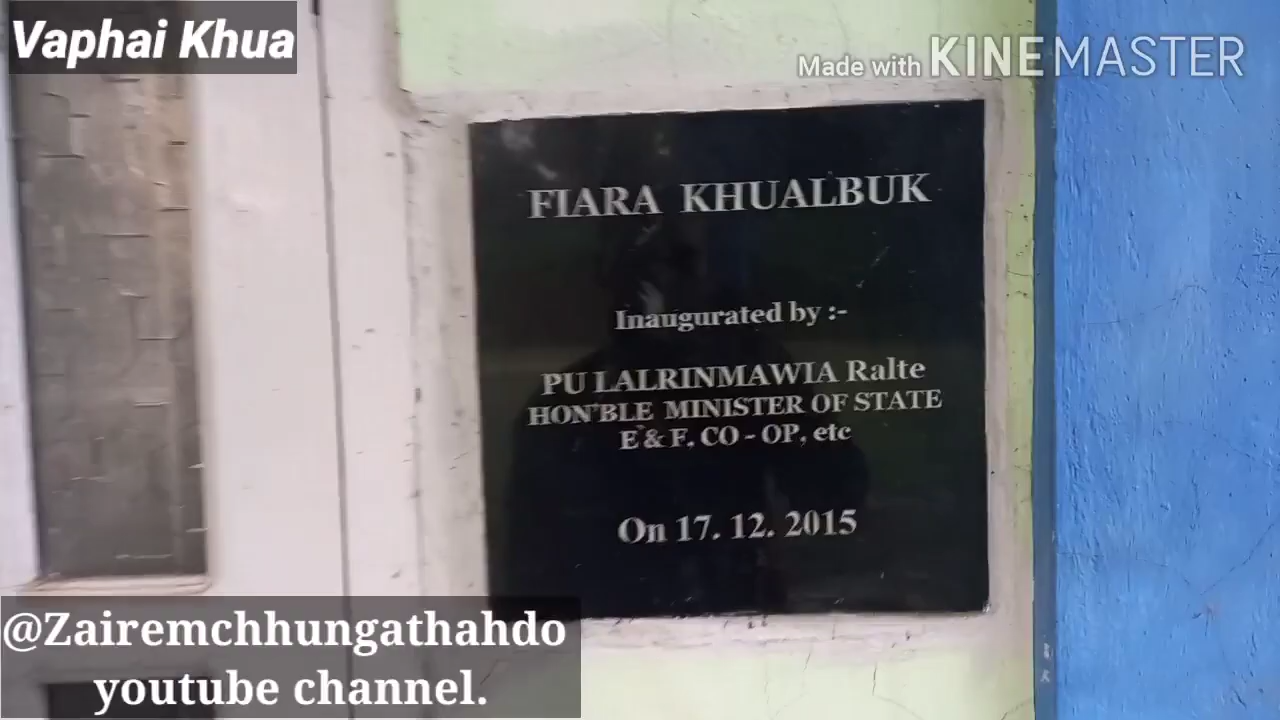 Vaphai Khua
Made with KINEMASTER
FIARA KHUALBUK
Inaugurated by :-
PU LALRINMAWIA Ralte
HON'BLE MINISTER OF STATE
E & F, CO - OP, etc
On 17. 12. 2015
@Zairemchhungathahdo
youtube channel.